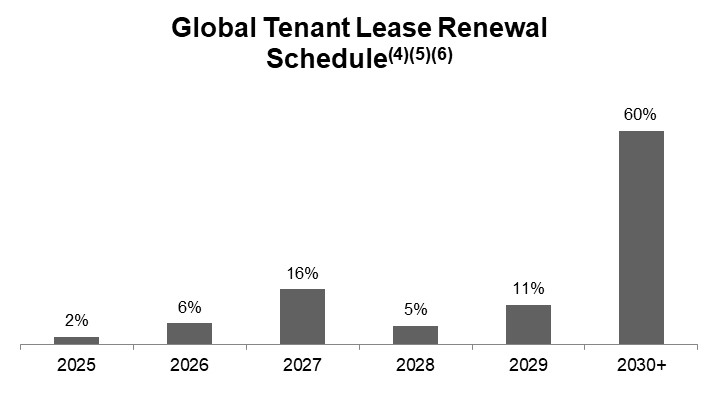 Global Tenant Lease Renewal
Schedule(4)(5)(6)
60%
16%
11%
6%
5%
2%
2025 2026 2027 2028 2029 2030+